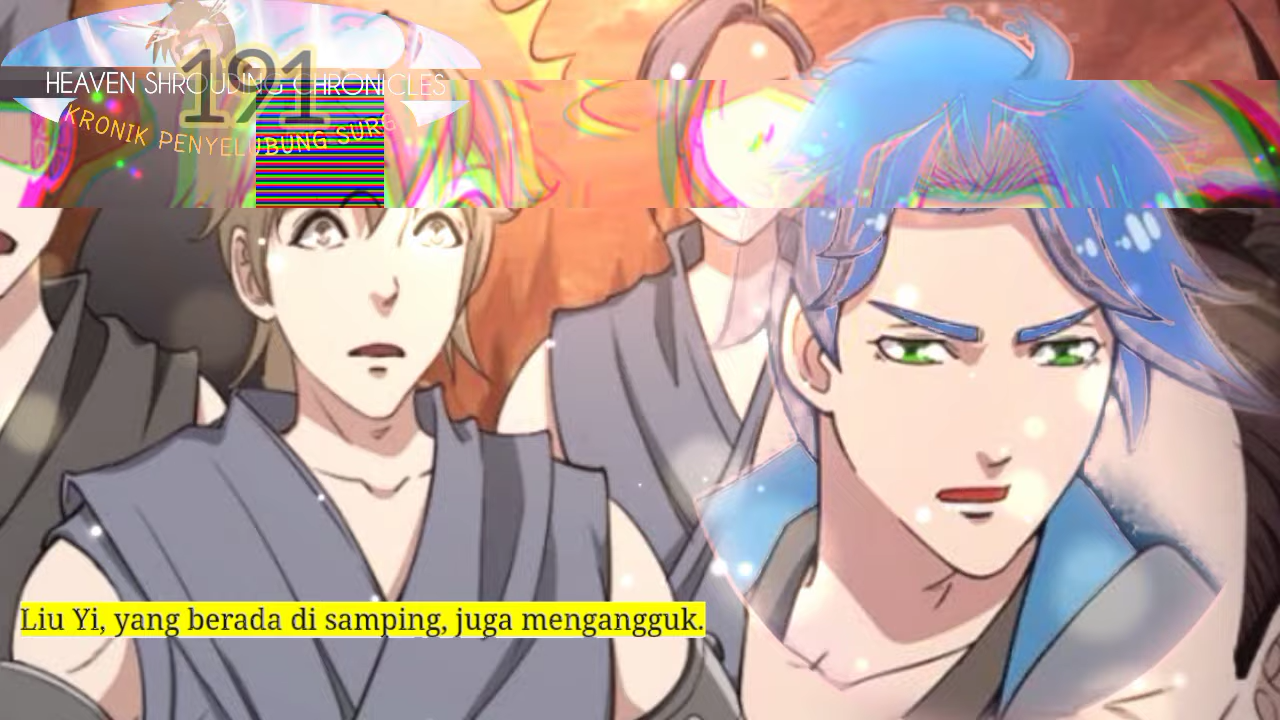 191
HEAVEN SHROUDING CHRONICLES
KRONIK PENYELUBUNG SURG
Liu Yi, yang berada di samping, juga mengangguk.